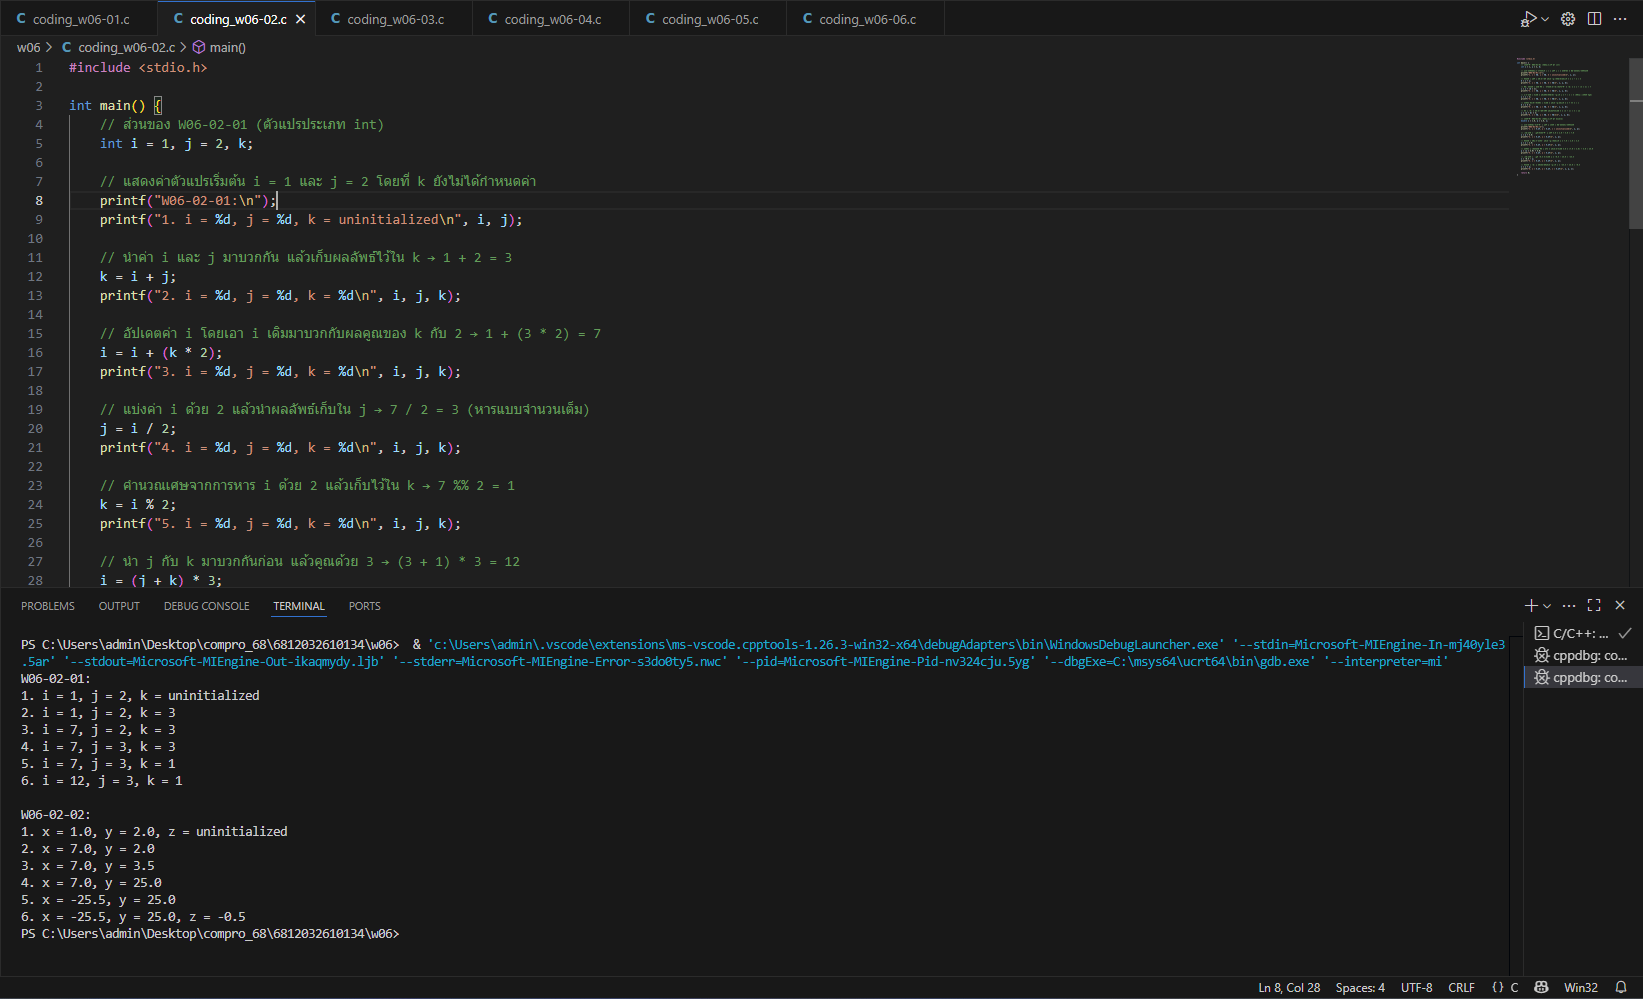 coding_w06-01.c
coding_w06-02.c
coding_w06-03.c
coding_w06-04.c
coding_w06-05.c
coding_w06-06.c
w06 > C coding_w06-02.c > main()
1 #include <stdio.h>
2
3 int main() {
4 // ส่วนของ W06-02-01 (ตัวแปรประเภท int)
5 int i = 1, j = 2, k;
6
7 // แสดงค่าตัวแปรเริ่มต้น i = 1 และ j = 2 โดยที่ k ยังไม่ได้กำหนดค่า
8 printf("W06-02-01:\n");
9 printf("1. i = %d, j = %d, k = uninitialized\n", i, j);
10
11 // นำค่า i และ j มาบวกกัน แล้วเก็บผลลัพธ์ไว้ใน k → 1 + 2 = 3
12 k = i + j;
13 printf("2. i = %d, j = %d, k = %d\n", i, j, k);
14
15 // อัปเดตค่า i โดยเอา i เดิมมาบวกกับผลคูณของ k กับ 2 → 1 + (3 * 2) = 7
16 i = i + (k * 2);
17 printf("3. i = %d, j = %d, k = %d\n", i, j, k);
18
19 // แบ่งค่า i ด้วย 2 แล้วนำผลลัพธ์เก็บใน j → 7 / 2 = 3 (หารแบบจำนวนเต็ม)
20 j = i / 2;
21 printf("4. i = %d, j = %d, k = %d\n", i, j, k);
22
23 // คำนวณเศษจากการหาร i ด้วย 2 แล้วเก็บไว้ใน k → 7 %% 2 = 1
24 k = i % 2;
25 printf("5. i = %d, j = %d, k = %d\n", i, j, k);
26
27 // นำ j กับ k มาบวกกันก่อน แล้วคูณด้วย 3 → (3 + 1) * 3 = 12
28 i = (j + k) * 3;
PROBLEMS OUTPUT DEBUG CONSOLE TERMINAL PORTS
PS C:\Users\admin\Desktop\compro_68\6812032610134\w06> & 'c:\Users\admin\.vscode\extensions\ms-vscode.cpptools-1.26.3-win32-x64\debugAdapters\bin\WindowsDebugLauncher.exe' '--stdin=Microsoft-MIEngine-In-mj40yle3
.5ar' '--stdout=Microsoft-MIEngine-Out-ikaqmydy.ljb' '--stderr=Microsoft-MIEngine-Error-s3do0ty5.nwc' '--pid=Microsoft-MIEngine-Pid-nv324cju.5yg' '--dbgExe=C:\msys64\ucrt64\bin\gdb.exe' '--interpreter=mi'
W06-02-01:
1. i = 1, j = 2, k = uninitialized
2. i = 1, j = 2, k = 3
3. i = 7, j = 2, k = 3
4. i = 7, j = 3, k = 3
5. i = 7, j = 3, k = 1
6. i = 12, j = 3, k = 1
W06-02-02:
1. x = 1.0, y = 2.0, z = uninitialized
2. x = 7.0, y = 2.0
3. x = 7.0, y = 3.5
4. x = 7.0, y = 25.0
5. x = -25.5, y = 25.0
6. x = -25.5, y = 25.0, z = -0.5
PS C:\Users\admin\Desktop\compro_68\6812032610134\w06>
C/C++: ...
cppdbg: co...
cppdbg: co...
Ln 8, Col 28 Spaces: 4 UTF-8 CRLF {} C Win32